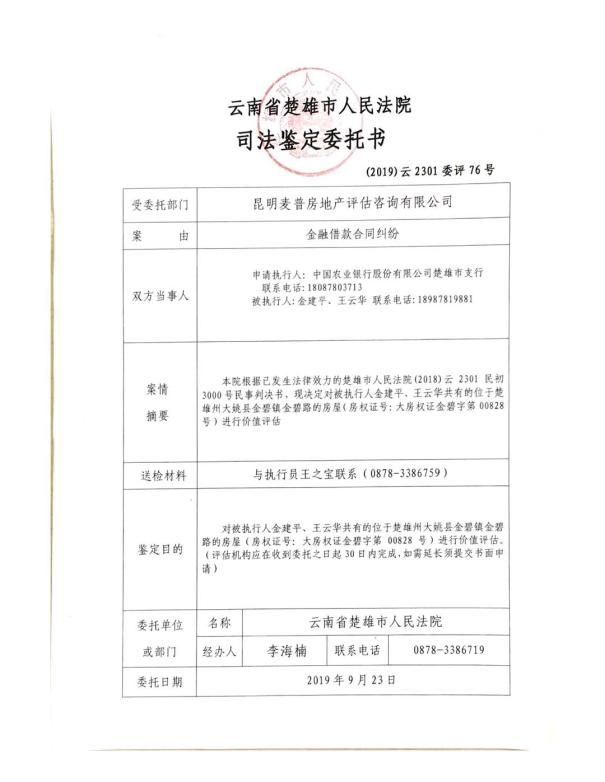 云南省楚雄市人民法院
司法鉴定委托书
(2019)云2301委评76号
受委托部门 昆明麦普房地产评估咨询有限公司
案由 金融借款合同纠纷
双方当事人
申请执行人：中国农业银行股份有限公司楚雄市支行
联系电话:18087803713
被执行人:金建平、王云华 联系电话:18987819881
案情
摘要
本院根据已发生法律效力的楚雄市人民法院(2018)云 2301 民初
3000号民事判决书，现决定对被执行人金建平、王云华共有的位于楚
雄州大姚县金碧镇金碧路的房屋(房权证号:大房权证金碧字第00828
号)进行价值评估
送检材料 与执行员王之宝联系(0878-3386759)
鉴定目的
对被执行人金建平、王云华共有的位于楚雄州大姚县金碧镇金碧
路的房屋(房权证号: 大房权证金碧字第 00828 号)进行价值评估。
(评估机构应在收到委托之日起30日内完成,如需延长须提交书面申
请)
委托单位
或部门
名称 云南省楚雄市人民法院
经办人 李海楠 联系电话 0878-3386719
委托日期 2019年9月23日